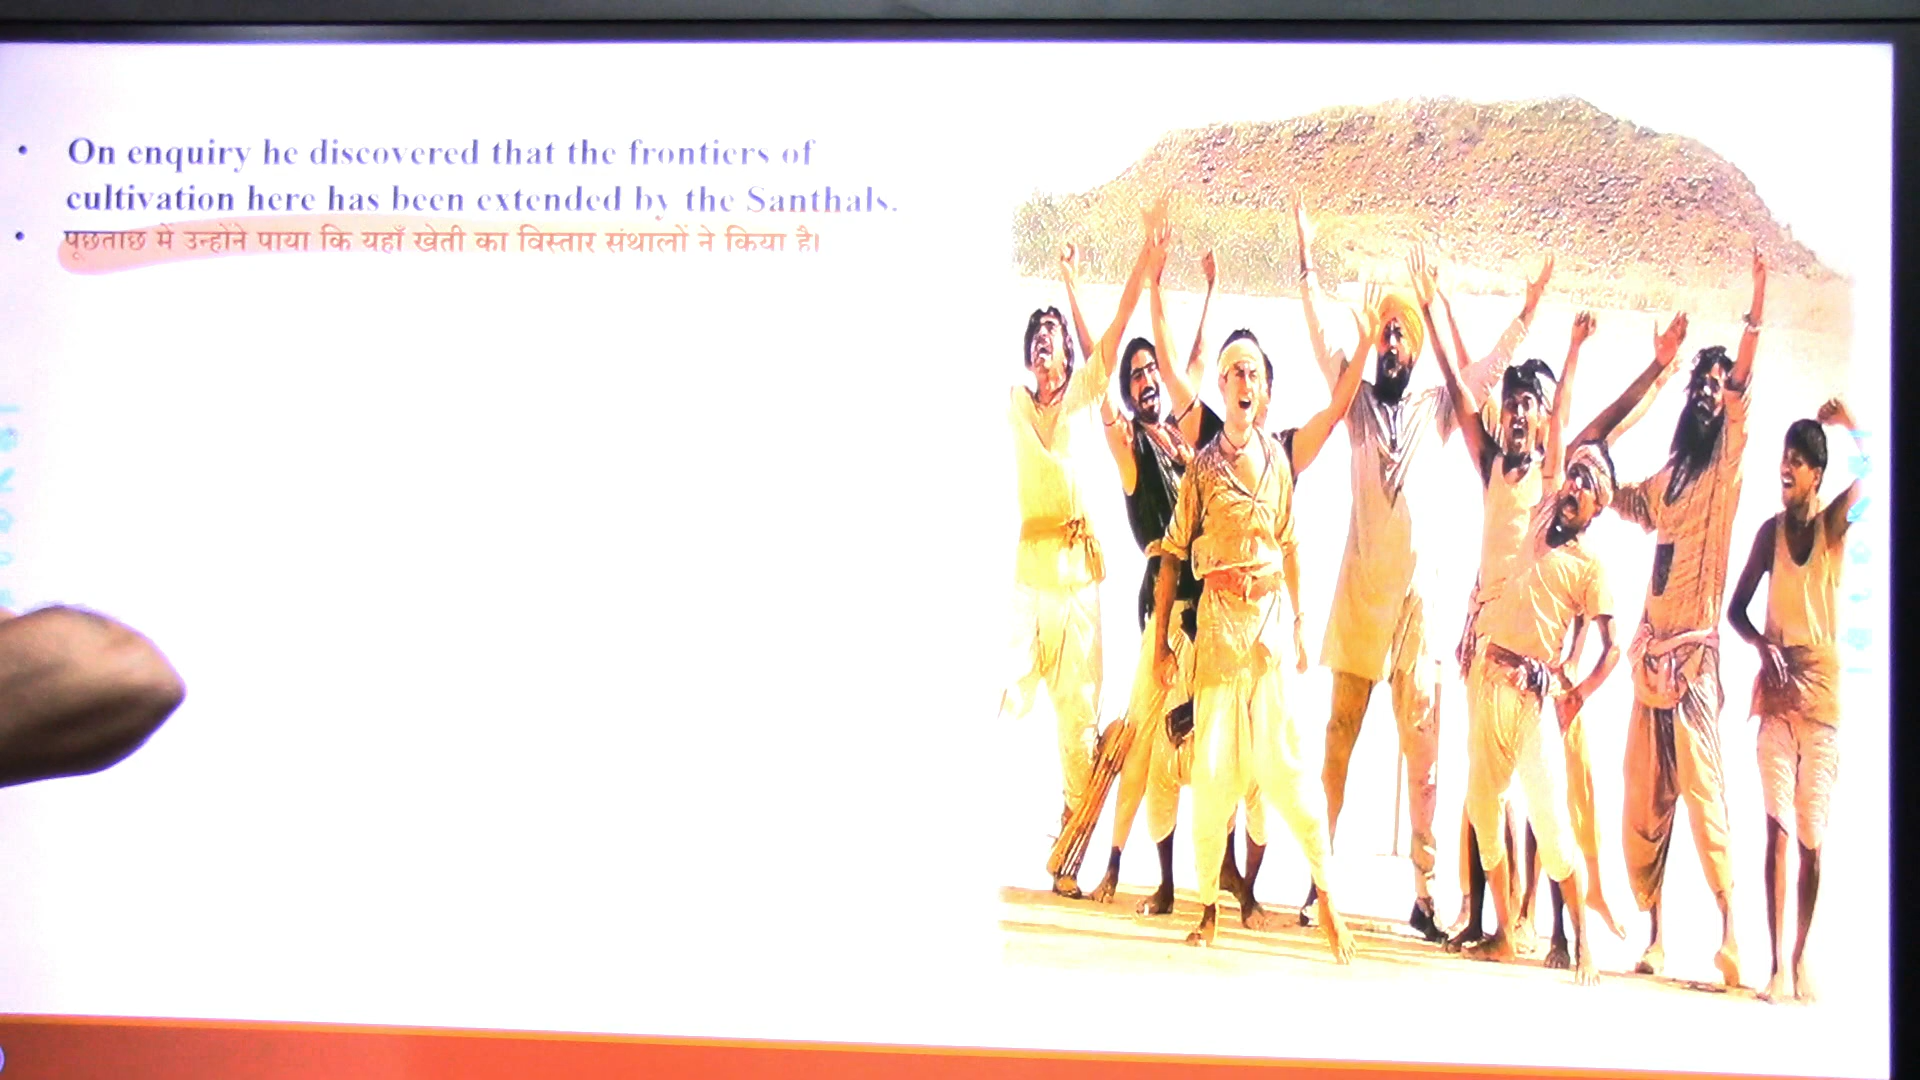 • On enquiry he discovered that the frontiers of
cultivation here has been extended by the Santhals.
• पूछताछ में उन्होंने पाया कि यहाँ खेती का विस्तार संथालों ने किया है।